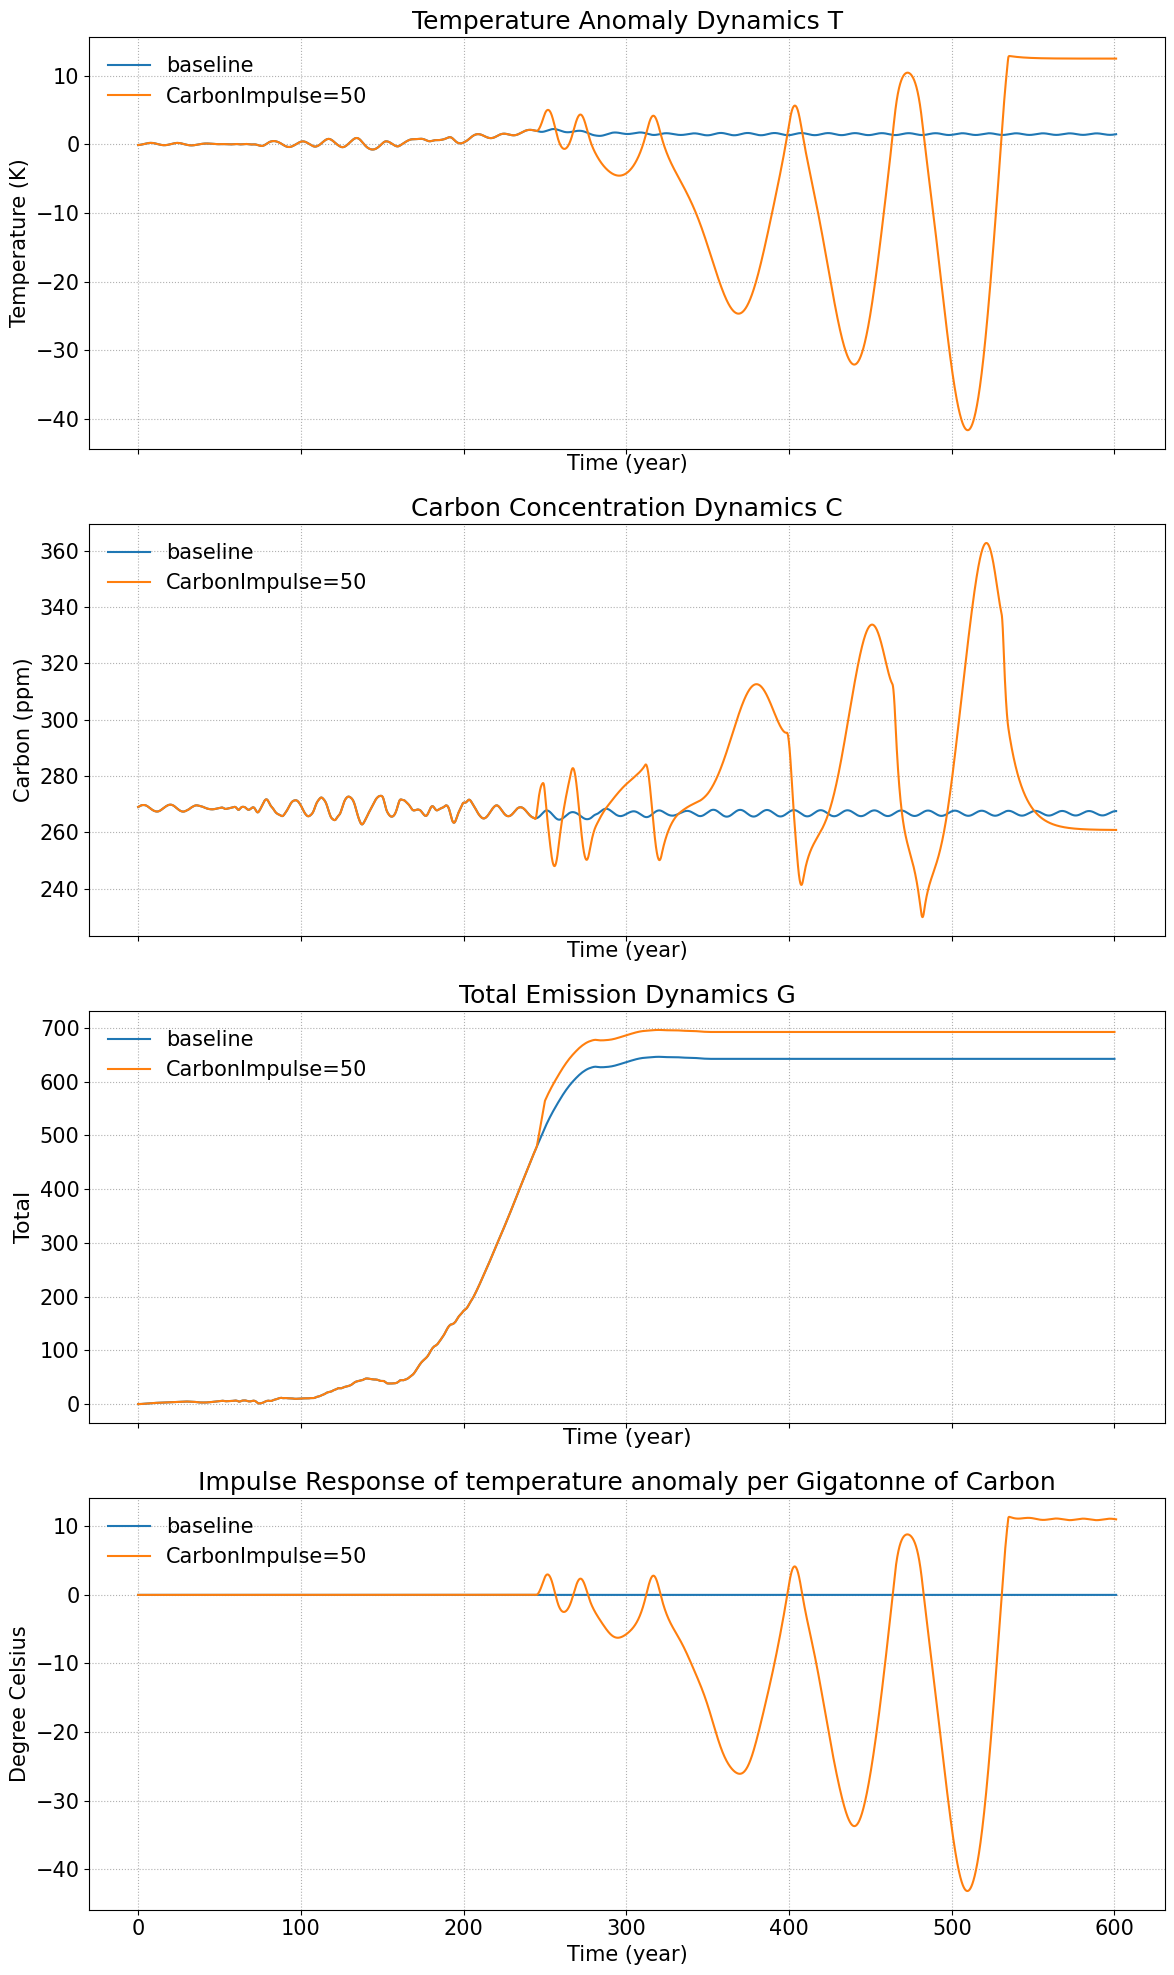 Temperature Anomaly Dynamics T
baseline
CarbonImpulse=50
10
0
−10
−20
−30
−40
Temperature (K)
Time (year)
Carbon Concentration Dynamics C
baseline
CarbonImpulse=50
360
340
320
300
280
260
240
Carbon (ppm)
Time (year)
Total Emission Dynamics G
baseline
CarbonImpulse=50
700
600
500
400
300
200
100
0
Total
Time (year)
Impulse Response of temperature anomaly per Gigatonne of Carbon
baseline
CarbonImpulse=50
10
0
−10
−20
−30
−40
Degree Celsius
0 100 200 300 400 500 600
Time (year)